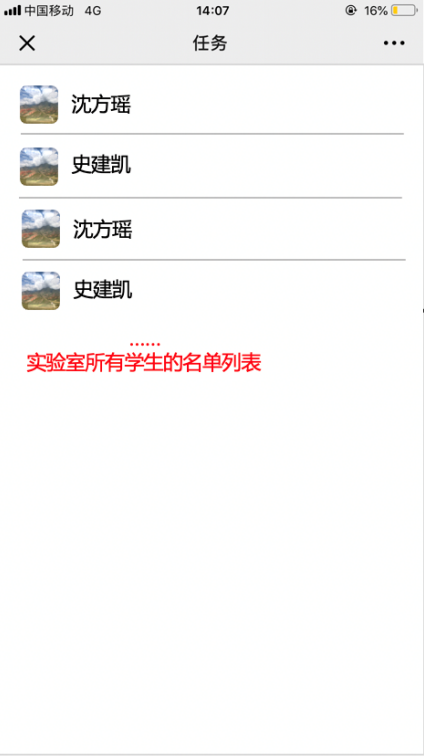 中国移动 4G 14:07 16%
任务
沈方瑶
史建凯
沈方瑶
史建凯
......
实验室所有学生的名单列表